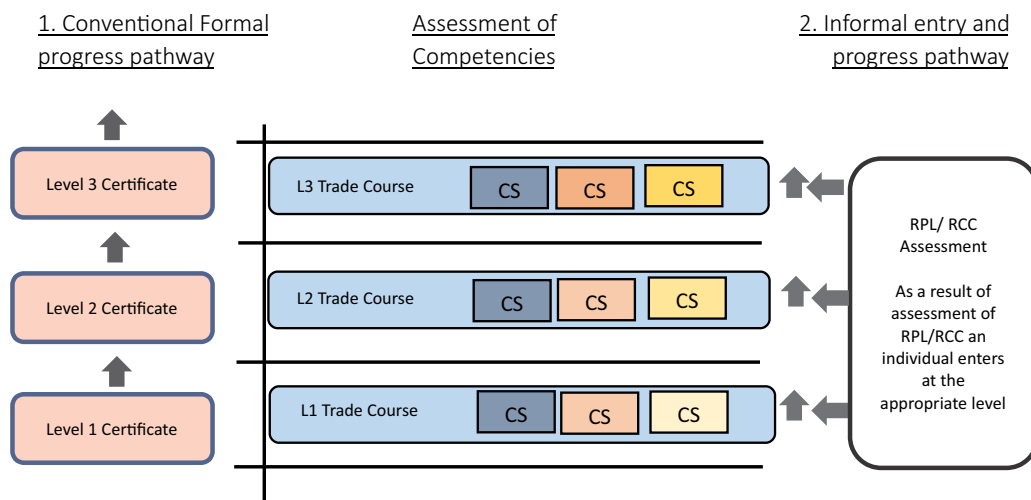 1. Conventional Formal
progress pathway
Assessment of
Competencies
2. Informal entry and
progress pathway
Level 3 Certificate
L3 Trade Course
CS
CS
CS
Level 2 Certificate
L2 Trade Course
CS
CS
CS
Level 1 Certificate
L1 Trade Course
CS
CS
CS
RPL/ RCC
Assessment
As a result of
assessment of
RPL/RCC an
individual enters
at the
appropriate level